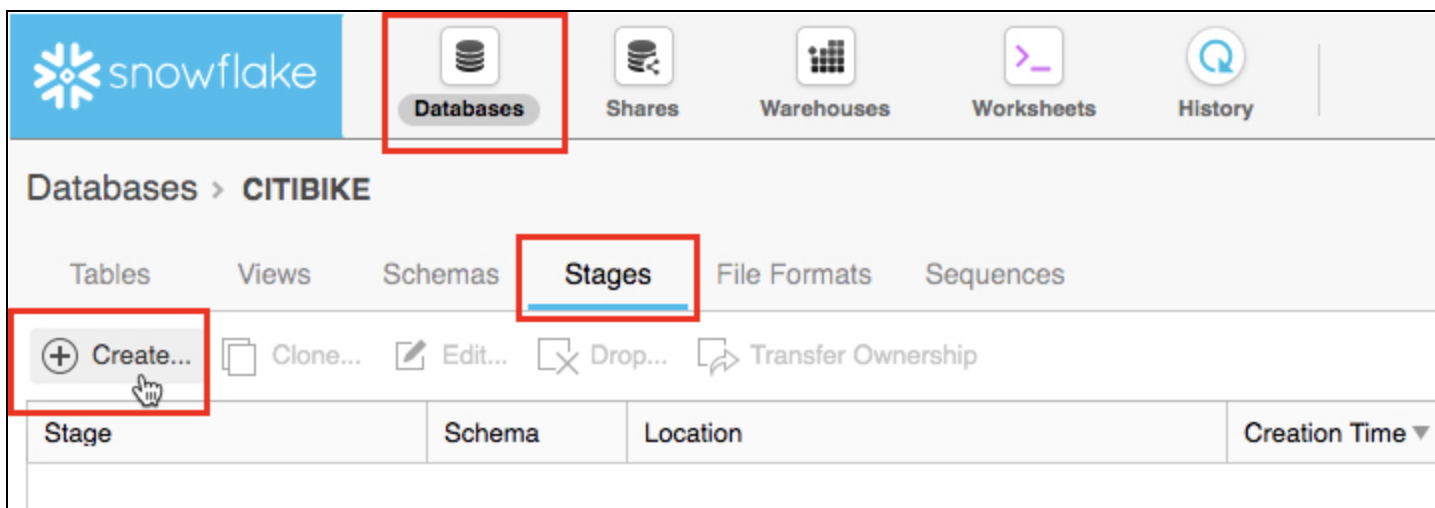 snowflake
Databases Shares Warehouses Worksheets History
Databases > CITIBIKE
Tables Views Schemas Stages File Formats Sequences
Create... Clone... Edit... Drop... Transfer Ownership
Stage Schema Location Creation Time